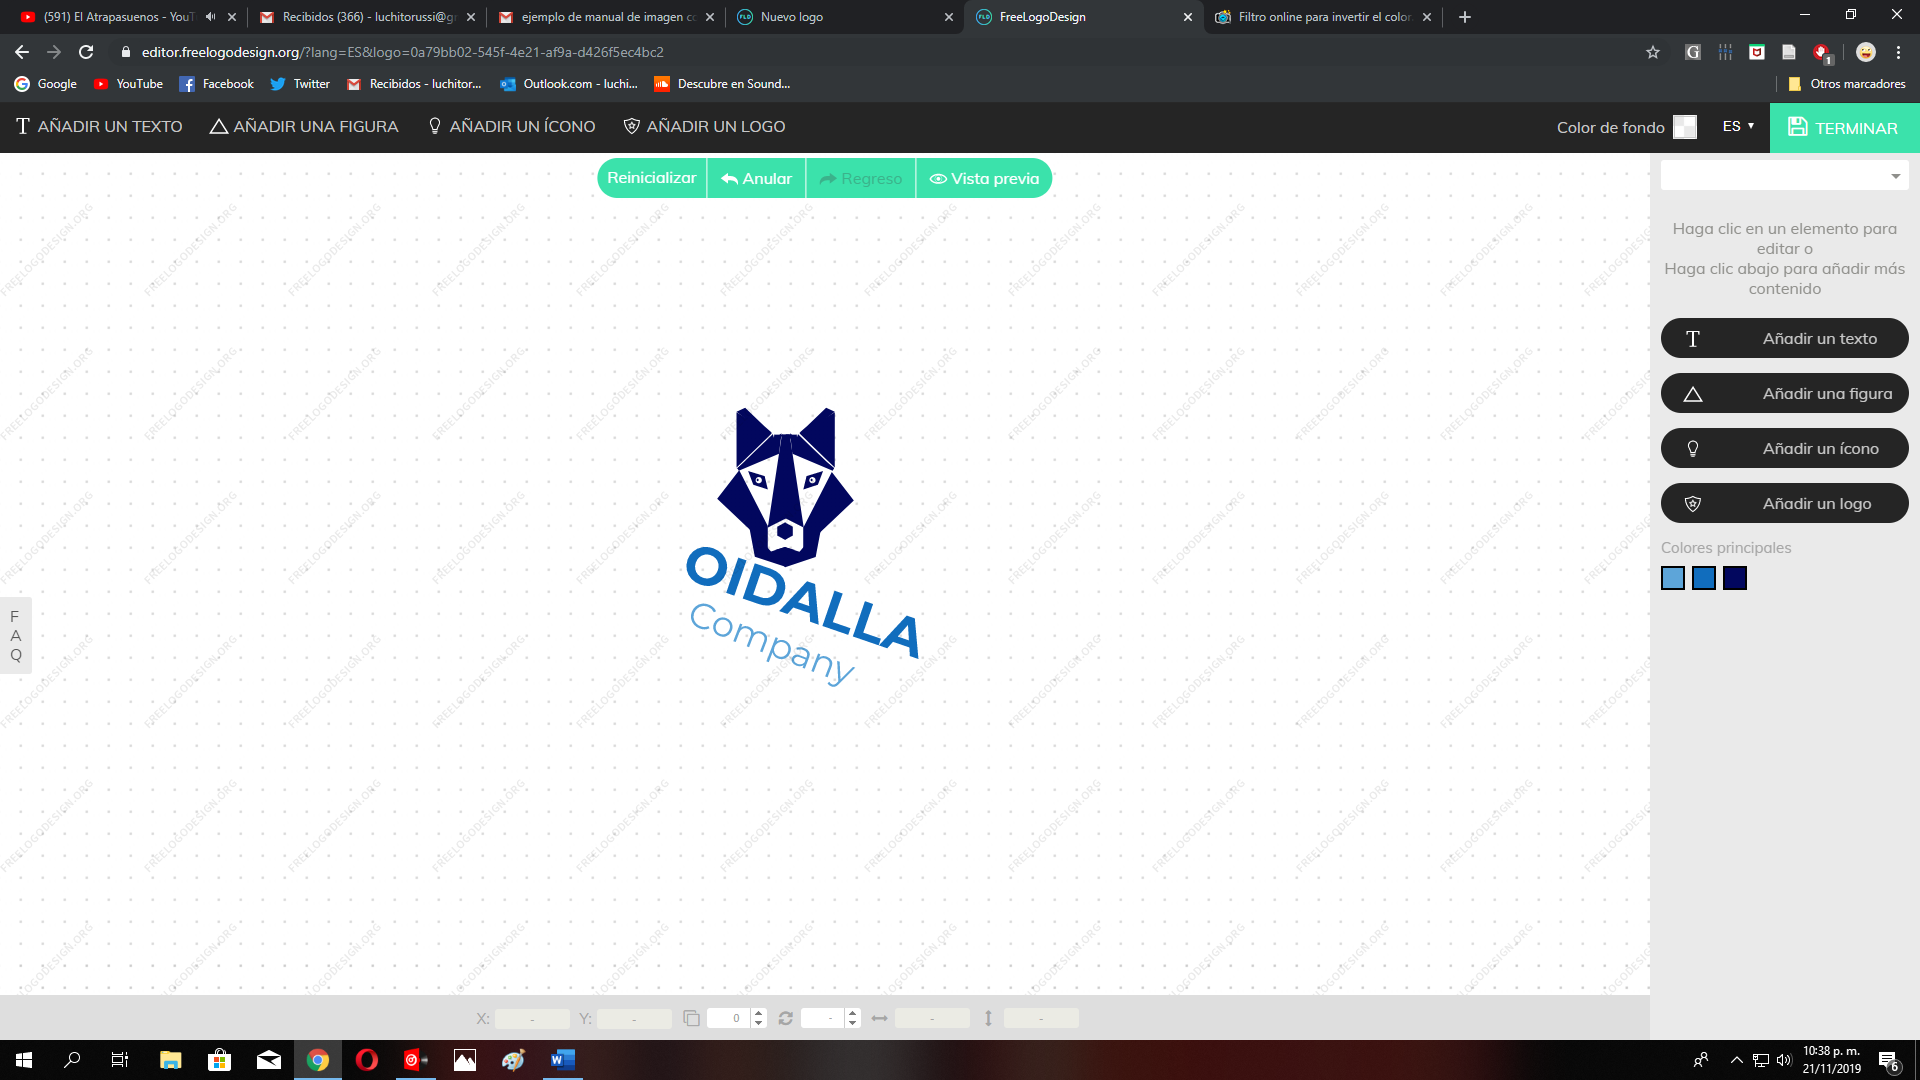 (591) El Atrapasuenos - YouT
Recibidos (366) - luchitorussi@gr
ejemplo de manual de imagen co
Nuevo logo
FreeLogoDesign
Filtro online para invertir el color
editor.freelogodesign.org/?lang=ES&logo=0a79bb02-545f-4e21-af9a-d426f5ec4bc2
Google
YouTube
Facebook
Twitter
Recibidos - luchitor...
Outlook.com - luchi...
Descubre en Sound...
Otros marcadores
AÑADIR UN TEXTO
AÑADIR UNA FIGURA
AÑADIR UN ÍCONO
AÑADIR UN LOGO
Color de fondo
ES
TERMINAR
Reinicializar
Anular
Regreso
Vista previa
Haga clic en un elemento para
editar o
Haga clic abajo para añadir más
contenido
Añadir un texto
Añadir una figura
Añadir un ícono
Añadir un logo
Colores principales
FREELOGODESIGN.ORG
OIDALLA
Company
F
A
Q
X: -
Y: -
0
-
-
-
10:38 p. m.
21/11/2019
6